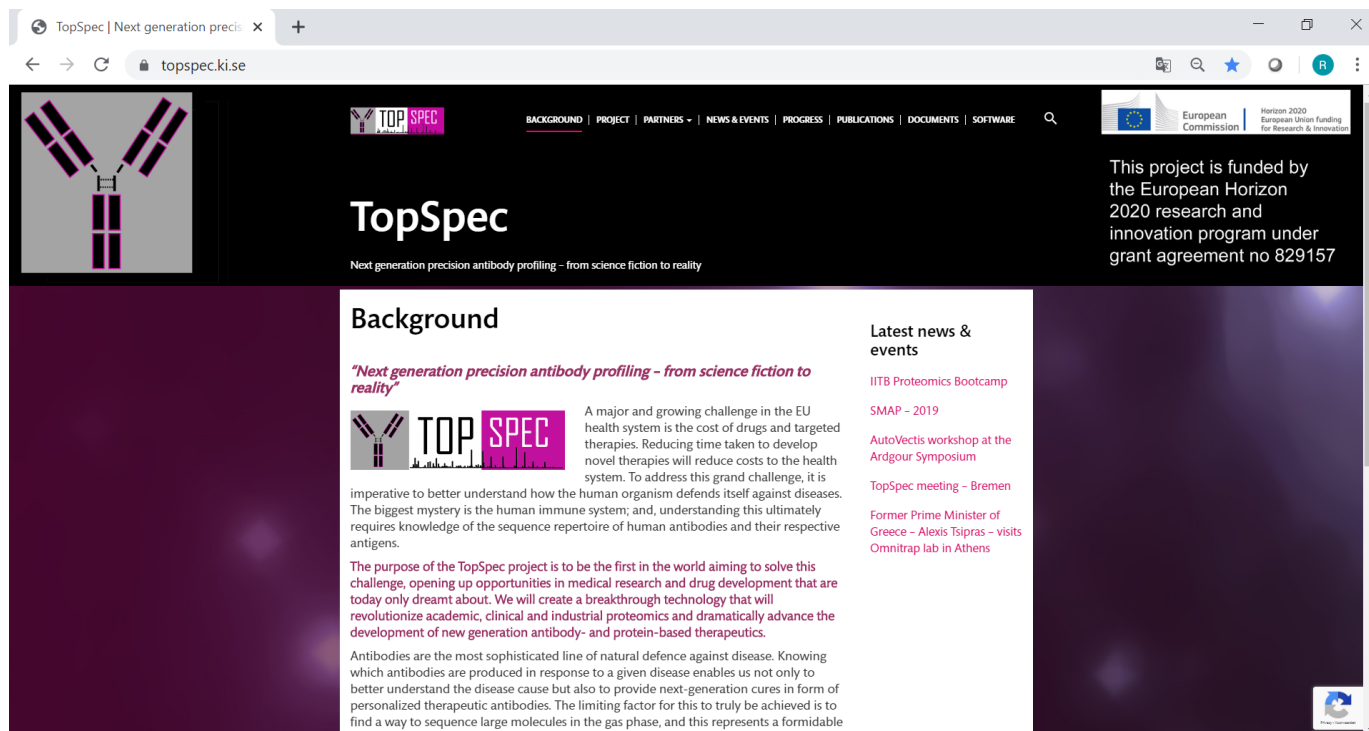 TopSpec | Next generation precis
topspec.ki.se
R
TOP SPEC
BACKGROUND | PROJECT | PARTNERS | NEWS & EVENTS | PROGRESS | PUBLICATIONS | DOCUMENTS | SOFTWARE
European
Commission
Horizon 2020
European Union funding
for Research & Innovation
This project is funded by
the European Horizon
2020 research and
innovation program under
grant agreement no 829157
TopSpec
Next generation precision antibody profiling – from science fiction to reality
Background
“Next generation precision antibody profiling – from science fiction to
reality”
TOP SPEC
A major and growing challenge in the EU
health system is the cost of drugs and targeted
therapies. Reducing time taken to develop
novel therapies will reduce costs to the health
system. To address this grand challenge, it is
imperative to better understand how the human organism defends itself against diseases.
The biggest mystery is the human immune system; and, understanding this ultimately
requires knowledge of the sequence repertoire of human antibodies and their respective
antigens.
The purpose of the TopSpec project is to be the first in the world aiming to solve this
challenge, opening up opportunities in medical research and drug development that are
today only dreamt about. We will create a breakthrough technology that will
revolutionize academic, clinical and industrial proteomics and dramatically advance the
development of new generation antibody- and protein-based therapeutics.
Antibodies are the most sophisticated line of natural defence against disease. Knowing
which antibodies are produced in response to a given disease enables us not only to
better understand the disease cause but also to provide next-generation cures in form of
personalized therapeutic antibodies. The limiting factor for this to truly be achieved is to
find a way to sequence large molecules in the gas phase, and this represents a formidable
Latest news &
events
IITB Proteomics Bootcamp
SMAP – 2019
AutoVectis workshop at the
Ardgour Symposium
TopSpec meeting – Bremen
Former Prime Minister of
Greece – Alexis Tsipras – visits
Omnitrap lab in Athens